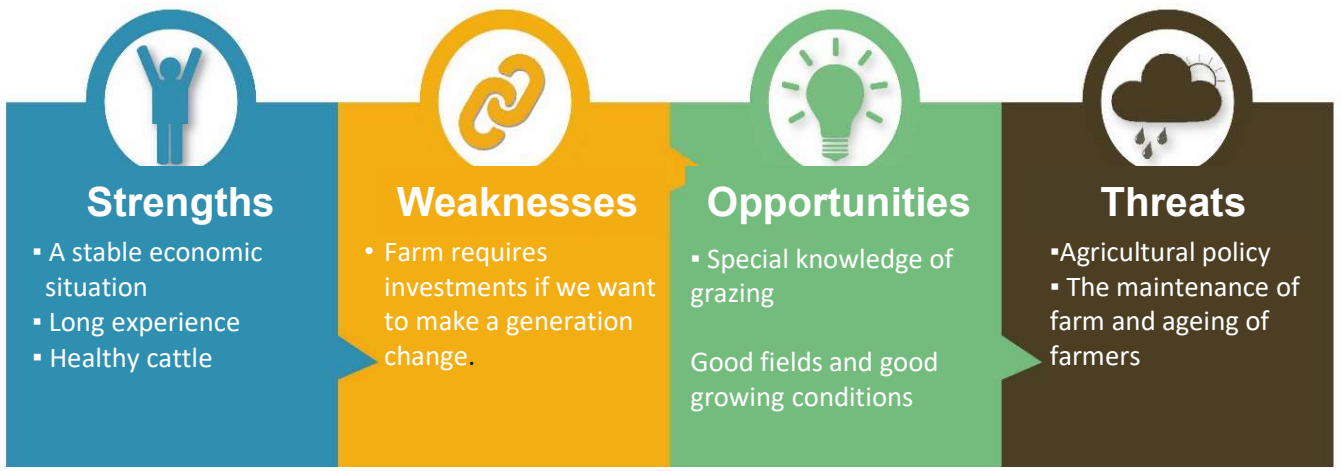 Strengths
▪ A stable economic
situation
▪ Long experience
▪ Healthy cattle
Weaknesses
• Farm requires
investments if we want
to make a generation
change.
Opportunities
▪ Special knowledge of
grazing
Good fields and good
growing conditions
Threats
▪Agricultural policy
▪ The maintenance of
farm and ageing of
farmers